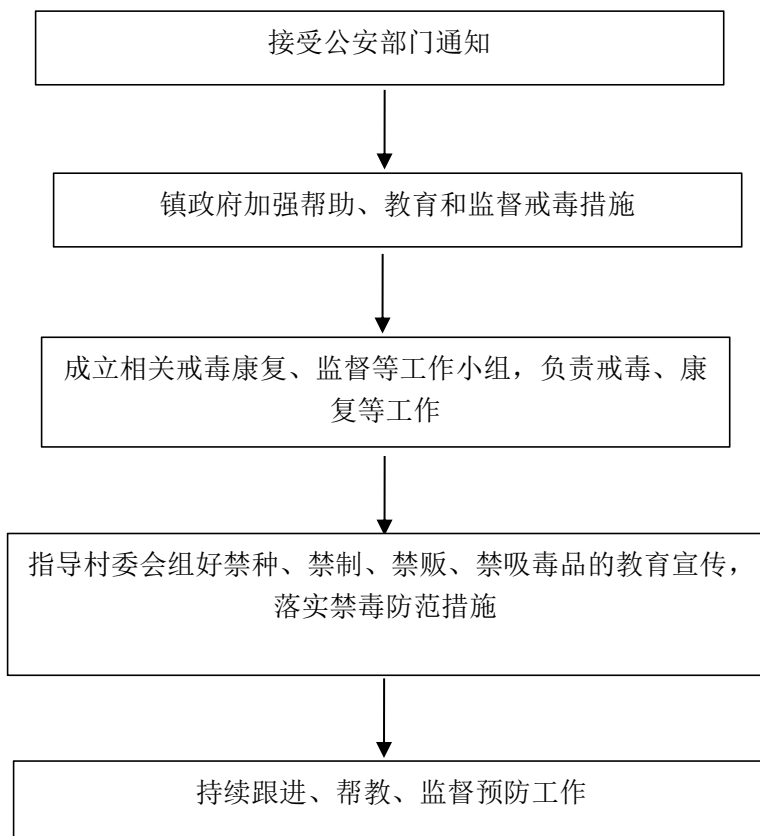 接受公安部门通知
镇政府加强帮助、教育和监督戒毒措施
成立相关戒毒康复、监督等工作小组，负责戒毒、康
复等工作
指导村委会组好禁种、禁制、禁贩、禁吸毒品的教育宣传，
落实禁毒防范措施
持续跟进、帮教、监督预防工作